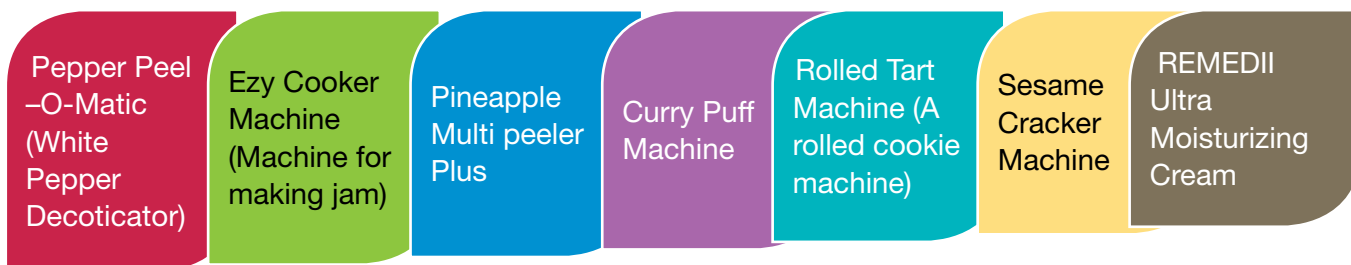 Pepper Peel
–O-Matic
(White
Pepper
Decoticator)
Ezy Cooker
Machine
(Machine for
making jam)
Pineapple
Multi peeler
Plus
Curry Puff
Machine
Rolled Tart
Machine (A
rolled cookie
machine)
Sesame
Cracker
Machine
REMEDII
Ultra
Moisturizing
Cream